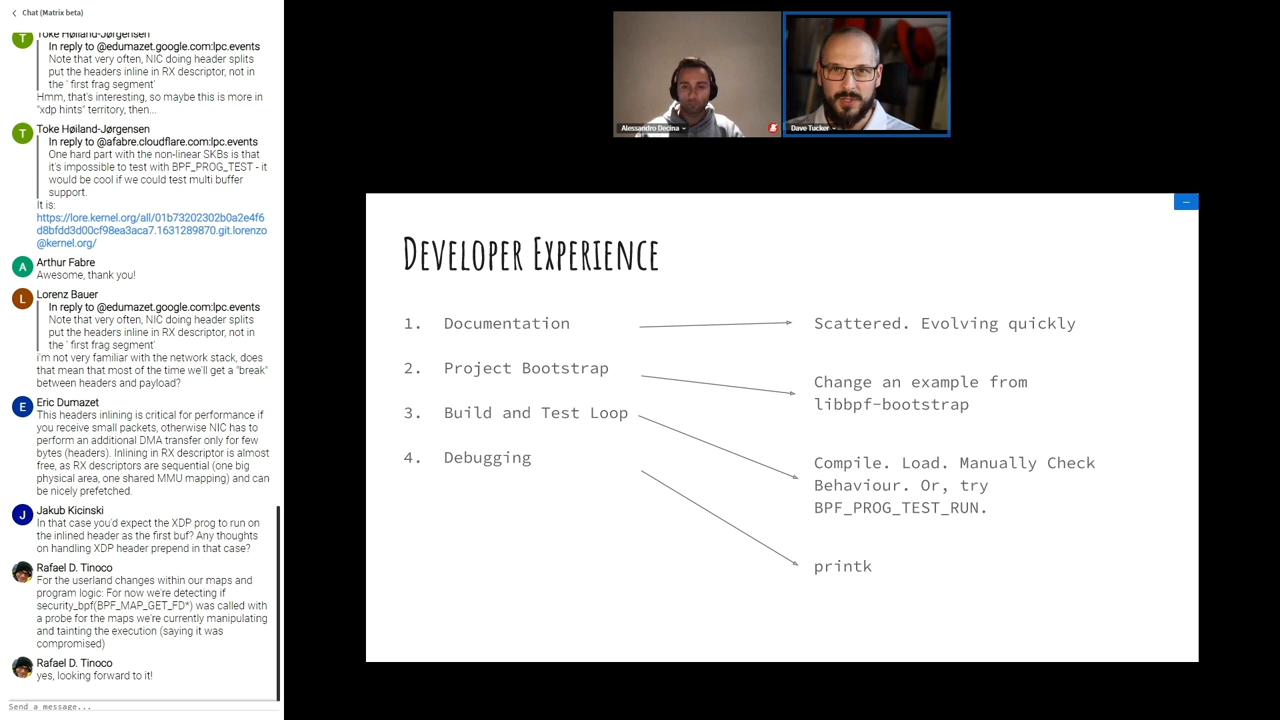 Chat (Matrix beta)
Toke Høiland-Jørgensen
In reply to @edumazet.google.com:lpc.events
Note that very often, NIC doing header splits
put the headers inline in RX descriptor, not in
the ' first frag segment'
Hmm, that's interesting, so maybe this is more in
"xdp hints" territory, then...
Toke Høiland-Jørgensen
In reply to @afabre.cloudflare.com:lpc.events
One hard part with the non-linear SKBs is that
it's impossible to test with BPF_PROG_TEST - it
would be cool if we could test multi buffer
support.
It is:
https://lore.kernel.org/all/01b73202302b0a2e4f6
d8bfdd3d00cf98ea3aca7.1631289870.git.lorenzo
@kernel.org/
Arthur Fabre
Awesome, thank you!
Lorenz Bauer
In reply to @edumazet.google.com:lpc.events
Note that very often, NIC doing header splits
put the headers inline in RX descriptor, not in
the ' first frag segment'
i'm not very familiar with the network stack, does
that mean that most of the time we'll get a "break"
between headers and payload?
Eric Dumazet
This headers inlining is critical for performance if
you receive small packets, otherwise NIC has to
perform an additional DMA transfer only for few
bytes (headers). Inlining in RX descriptor is almost
free, as RX descriptors are sequential (one big
physical area, one shared MMU mapping) and can
be nicely prefetched.
Jakub Kicinski
In that case you'd expect the XDP prog to run on
the inlined header as the first buf? Any thoughts
on handling XDP header prepend in that case?
Rafael D. Tinoco
For the userland changes within our maps and
program logic: For now we're detecting if
security_bpf(BPF_MAP_GET_FD*) was called with
a probe for the maps we're currently manipulating
and tainting the execution (saying it was
compromised)
Rafael D. Tinoco
yes, looking forward to it!
Send a message...
Alessandro Decina
Dave Tucker
Developer Experience
1. Documentation
2. Project Bootstrap
3. Build and Test Loop
4. Debugging
Scattered. Evolving quickly
Change an example from
libbpf-bootstrap
Compile. Load. Manually Check
Behaviour. Or, try
BPF_PROG_TEST_RUN.
printk
T
T
A
L
E
J